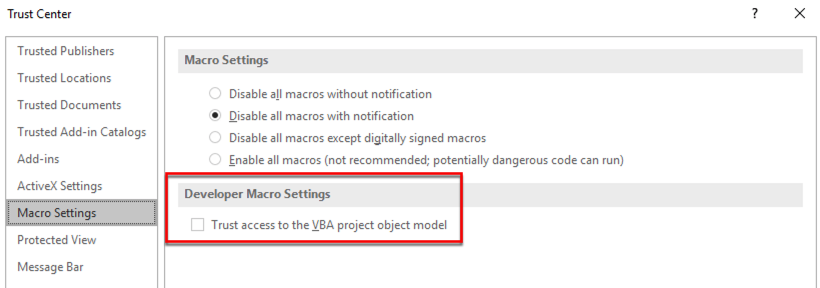 Trust Center
?
Trusted Publishers
Trusted Locations
Trusted Documents
Trusted Add-in Catalogs
Add-ins
ActiveX Settings
Macro Settings
Protected View
Message Bar
Macro Settings
Disable all macros without notification
Disable all macros with notification
Disable all macros except digitally signed macros
Enable all macros (not recommended; potentially dangerous code can run)
Developer Macro Settings
Trust access to the VBA project object model